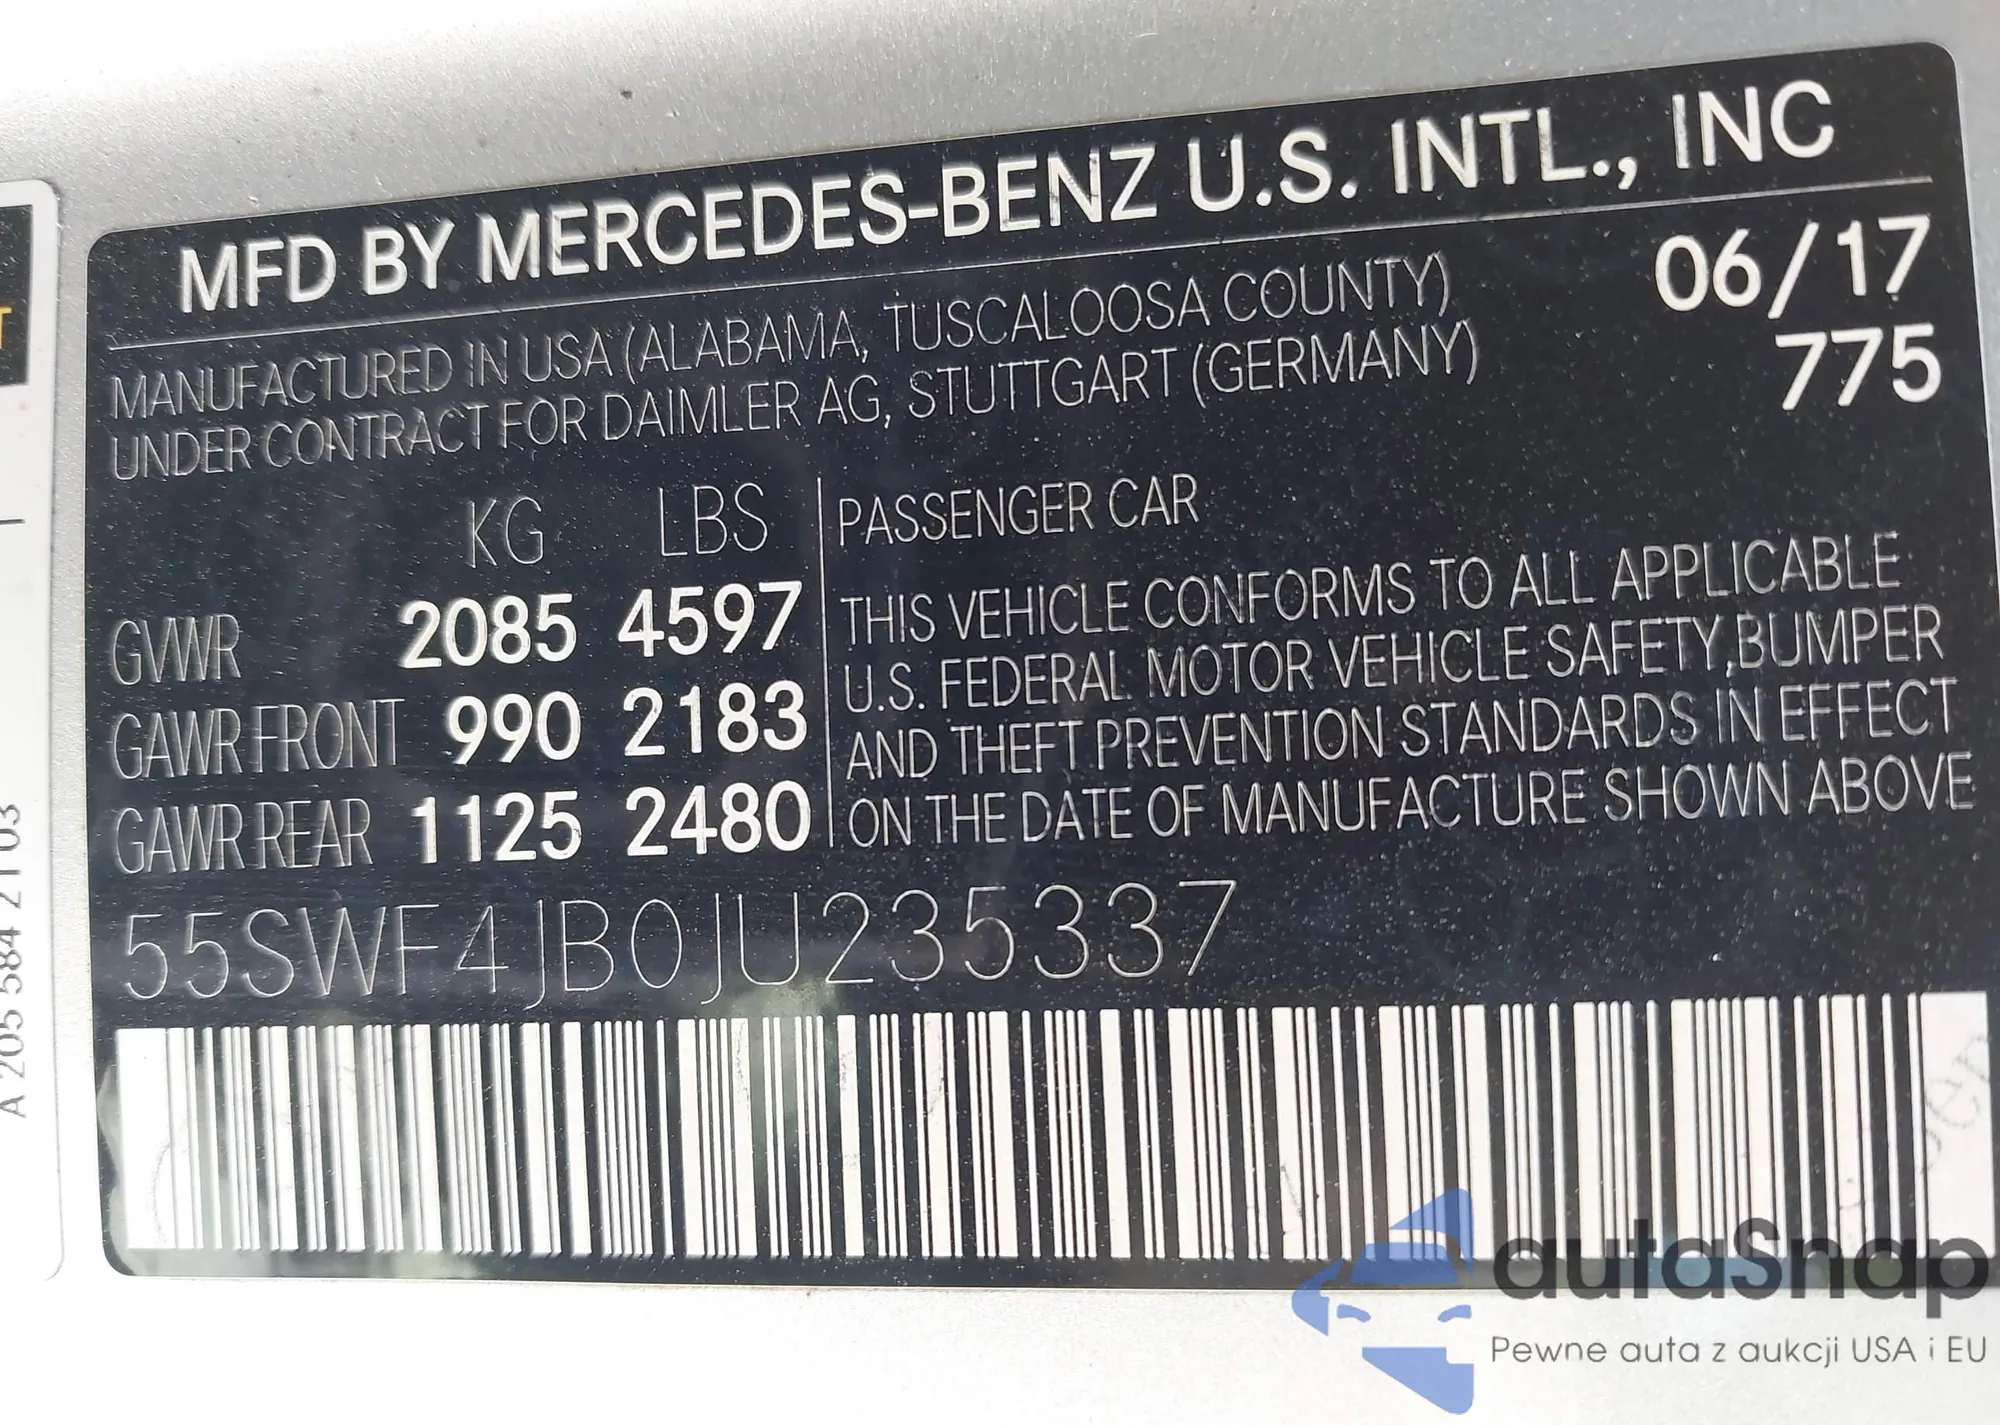 MFD BY MERCEDES-BENZ U.S. INTL., INC
MANUFACTURED IN USA (ALABAMA, TUSCALOOSA COUNTY)
UNDER CONTRACT FOR DAIMLER AG, STUTTGART (GERMANY)
06/17
775
KG LBS
GVWR 2085 4597
GAWR FRONT 990 2183
GAWR REAR 1125 2480
PASSENGER CAR
THIS VEHICLE CONFORMS TO ALL APPLICABLE
U.S. FEDERAL MOTOR VEHICLE SAFETY, BUMPER
AND THEFT PREVENTION STANDARDS IN EFFECT
ON THE DATE OF MANUFACTURE SHOWN ABOVE
55SWF4JB0JU235337
T
A 205 584 21 03
autaSnap
Pewne auta z aukcji USA i EU